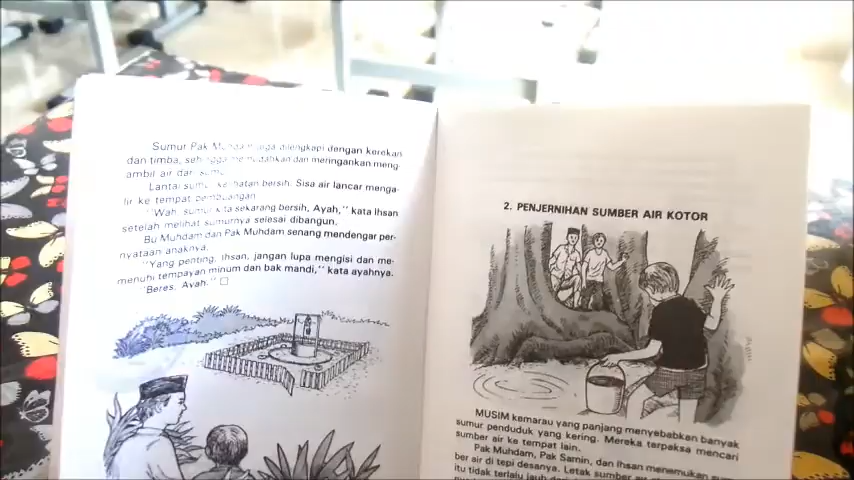 Sumur Pak Muhdam juga dilengkapi dengan kerekan
dan timba, sehingga memudahkan dan meringankan meng-
ambil air dari sumur.
Lantai sumur kelihatan bersih. Sisa air lancar menga-
lir ke tempat pembuangan.
"Wah, sumur kita sekarang bersih, Ayah," kata Ihsan
setelah melihat sumurnya selesai dibangun.
Bu Muhdam dan Pak Muhdam senang mendengar per-
nyataan anaknya.
"Yang penting, Ihsan, jangan lupa mengisi dan me-
menuhi tempayan minum dan bak mandi," kata ayahnya.
"Beres, Ayah."
2. PENJERNIHAN SUMBER AIR KOTOR
MUSIM kemarau yang panjang menyebabkan banyak
sumur penduduk yang kering. Mereka terpaksa mencari
sumber air ke tempat lain.
Pak Muhdam, Pak Samin, dan Ihsan menemukan
ber air di tepi desanya. Letak sumber air
itu tidak terlalu jauh